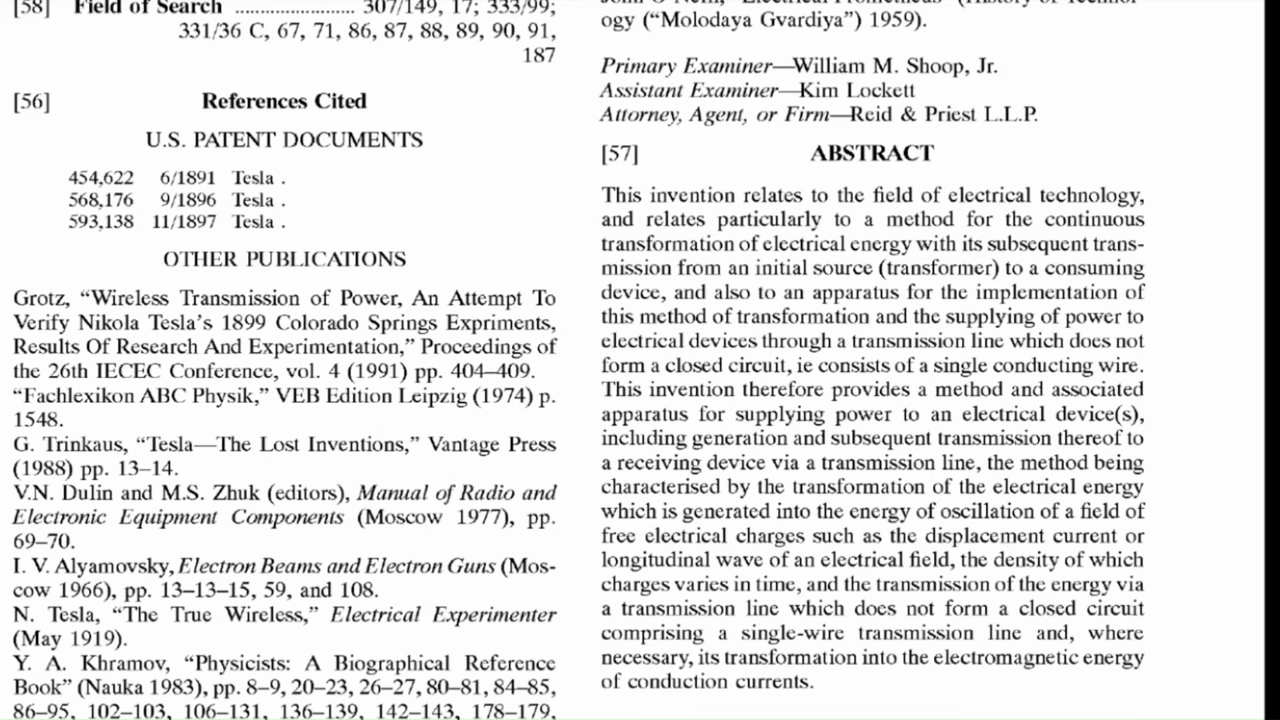 [58] Field of Search ........................ 307/149, 17; 333/99;
331/36 C, 67, 71, 86, 87, 88, 89, 90, 91,
187
[56] References Cited
U.S. PATENT DOCUMENTS
454,622 6/1891 Tesla .
568,176 9/1896 Tesla .
593,138 11/1897 Tesla .
OTHER PUBLICATIONS
Grotz, “Wireless Transmission of Power, An Attempt To
Verify Nikola Tesla’s 1899 Colorado Springs Expriments,
Results Of Research And Experimentation,” Proceedings of
the 26th IECEC Conference, vol. 4 (1991) pp. 404–409.
“Fachlexikon ABC Physik,” VEB Edition Leipzig (1974) p.
1548.
G. Trinkaus, “Tesla—The Lost Inventions,” Vantage Press
(1988) pp. 13–14.
V.N. Dulin and M.S. Zhuk (editors), Manual of Radio and
Electronic Equipment Components (Moscow 1977), pp.
69–70.
I. V. Alyamovsky, Electron Beams and Electron Guns (Mos-
cow 1966), pp. 13–13–15, 59, and 108.
N. Tesla, “The True Wireless,” Electrical Experimenter
(May 1919).
Y. A. Khramov, “Physicists: A Biographical Reference
Book” (Nauka 1983), pp. 8–9, 20–23, 26–27, 80–81, 84–85,
86–95, 102–103, 106–131, 136–139, 142–143, 178–179,
ogy (“Molodaya Gvardiya”) 1959).
Primary Examiner—William M. Shoop, Jr.
Assistant Examiner—Kim Lockett
Attorney, Agent, or Firm—Reid & Priest L.L.P.
[57] ABSTRACT
This invention relates to the field of electrical technology,
and relates particularly to a method for the continuous
transformation of electrical energy with its subsequent trans-
mission from an initial source (transformer) to a consuming
device, and also to an apparatus for the implementation of
this method of transformation and the supplying of power to
electrical devices through a transmission line which does not
form a closed circuit, ie consists of a single conducting wire.
This invention therefore provides a method and associated
apparatus for supplying power to an electrical device(s),
including generation and subsequent transmission thereof to
a receiving device via a transmission line, the method being
characterised by the transformation of the electrical energy
which is generated into the energy of oscillation of a field of
free electrical charges such as the displacement current or
longitudinal wave of an electrical field, the density of which
charges varies in time, and the transmission of the energy via
a transmission line which does not form a closed circuit
comprising a single-wire transmission line and, where
necessary, its transformation into the electromagnetic energy
of conduction currents.